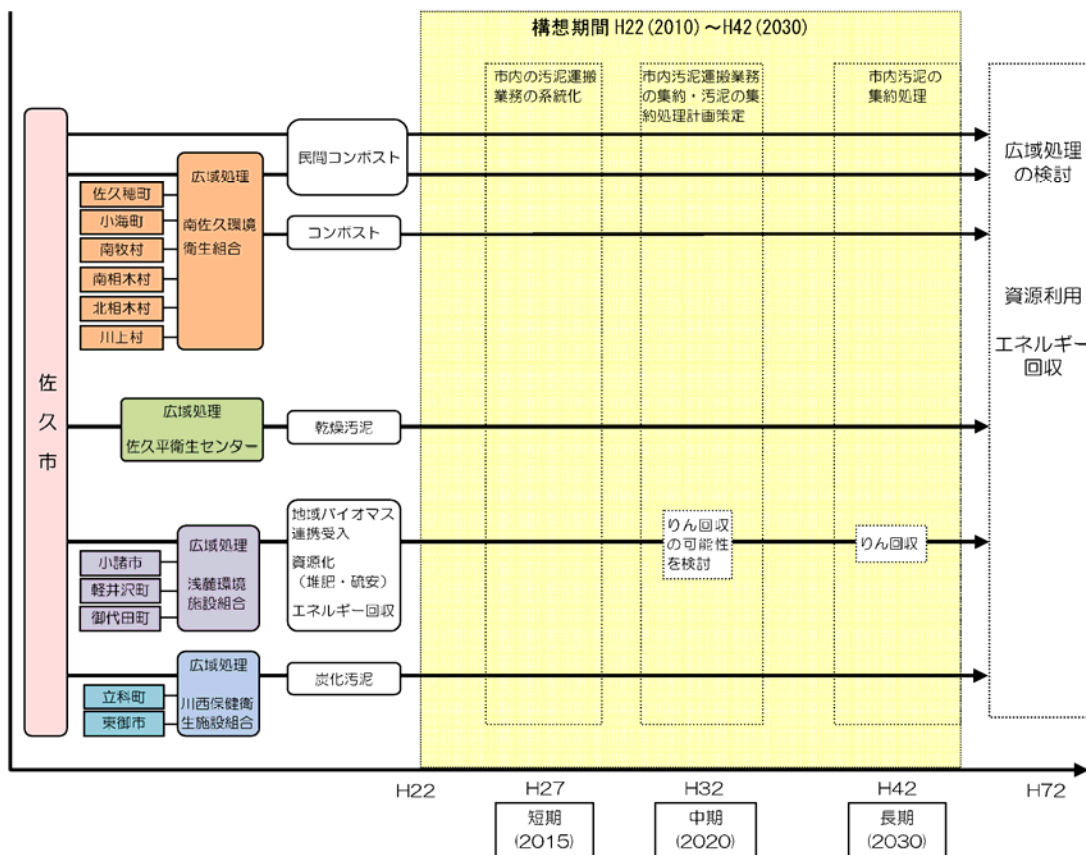 構想期間 H22(2010)～H42(2030)
市内の汚泥運搬
業務の系統化
市内汚泥運搬業務
の集約・汚泥の集
約処理計画策定
市内汚泥の
集約処理
佐久市
広域処理
南佐久環境
衛生組合
佐久穂町
小海町
南牧村
南相木村
北相木村
川上村
民間コンポスト
コンポスト
広域処理
の検討
資源利用
エネルギー
回収
広域処理
佐久平衛生センター
乾燥汚泥
広域処理
浅麓環境
施設組合
小諸市
軽井沢町
御代田町
地域バイオマス
連携受入
資源化
（堆肥・硫安）
エネルギー回収
りん回収
の可能性
を検討
りん回収
広域処理
川西保健衛
生施設組合
立科町
東御市
炭化汚泥
H22
H27
H32
H42
H72
短期
(2015)
中期
(2020)
長期
(2030)